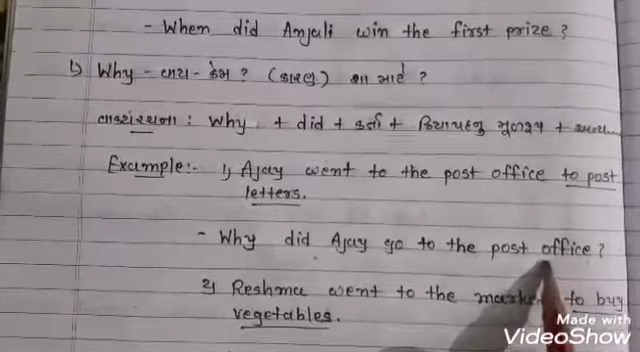 - When did Anjali win the first prize?
Why - વાય - કેમ? (કારણ) શા માટે?
વાક્યરચના: Why + did + કર્તા + ક્રિયાપદનુ મૂળરૂપ +
Example:- 1) Ajay went to the post office to post
letters.
- Why did Ajay go to the post office?
2) Reshma went to the to buy
vegetables.
Made with
VideoShow